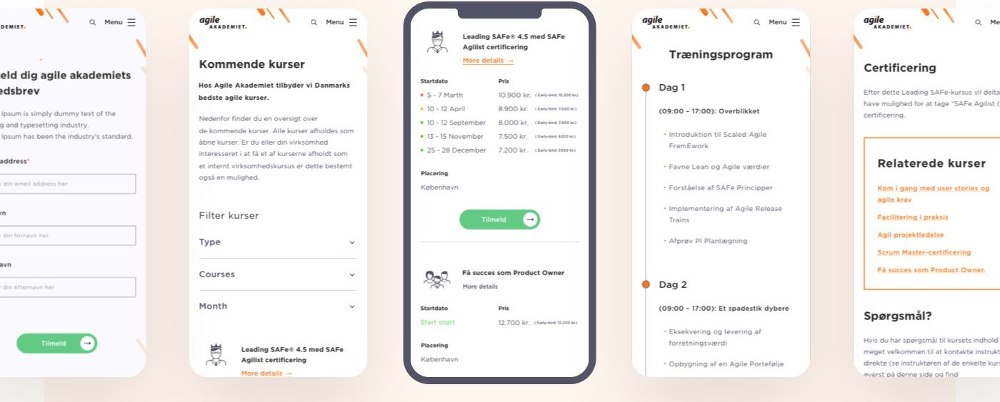 DEMIET.
Menu
eld dig agile akademiets
edsbrev
Ipsum is simply dummy text of the
g and typesetting industry.
Ipsum has been the industry's standard.
address*
din emeil address her
vn
din fornavn her
avn
din efternavn her
Tilmeld
agile
AKADEMIET.
Menu
Kommende kurser
Hos Agile Akademiet tilbyder vi Danmarks
bedste agile kurser.
Nedenfor finder du en oversigt over
de kommende kurser. Alle kurser afholdes som
åbne kurser. Er du eller din virksomhed
interesseret i at få et af kurserne afholdt som
et internt virksomhedskursus er dette bestemt
også en mulighed.
Filter kurser
Type
Courses
Month
Leading SAFe® 4.5 med SAFe
Agilist certificering
More details →
Leading SAFe® 4.5 med SAFe
Agilist certificering
More details →
Startdato Pris
5 - 7 Marth 10.900 kr. (Early-bird: 10.200 kr.)
10 - 12 April 8.900 kr. (Early-bird: 7.000 kr.)
10 - 12 September 8.000 kr. (Early-bird: 7.400 kr.)
13 - 15 November 7.500 kr. (Early-bird: 6300 kr.)
25 - 28 December 7.200 kr. (Early-bird: 5900 kr.)
Placering
København
Tilmeld
Få succes som Product Owner
More details
Startdato Pris
Start snart 12.700 kr. (Early-bird: 10.200 kr.)
Placering
København
agile
AKADEMIET.
Menu
Træningsprogram
Dag 1
(09:00 – 17:00): Overblikket
• Introduktion til Scaled Agile
FramEwork
• Favne Lean og Agile værdier
• Forståelse af SAFe Principper
• Implementering af Agile Release
Trains
• Afprøv PI Planlægning
Dag 2
(09:00 – 17:00): Et spadestik dybere
• Eksekvering og levering af
forretningsværdi
• Opbygning af en Agile Portefølje
agile
AKADEMIET.
Me
Certificering
Efter dette Leading SAFe-kursus vil delta
have mulighed for at tage "SAFe Agilist (
certificering.
Relaterede kurser
Kom i gang med user stories og
agile krav
Facilitering i praksis
Agil projektledelse
Scrum Master-certificering
Få succes som Product Owner.
Spørgsmål?
Hvis du har spørgsmål til kursets indhold
meget velkommen til at kontakte instrukt
direkte (se instruktøren af de enkelte kurs
øverst på denne side og find